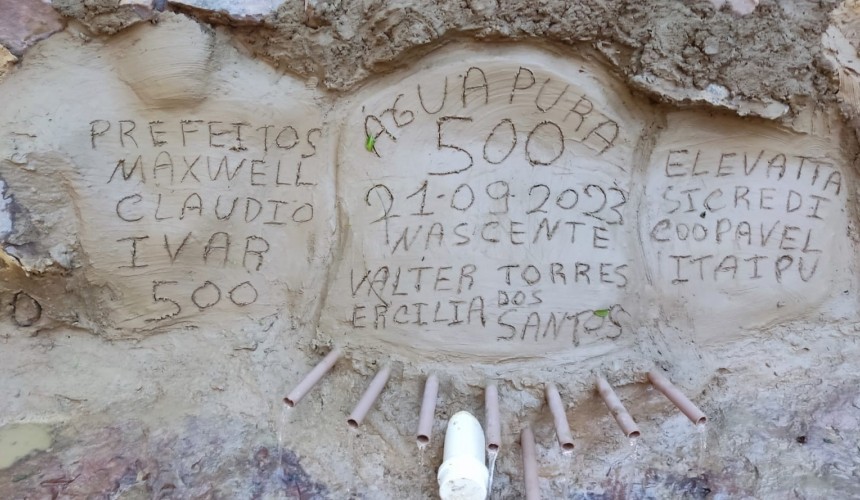 PREFEITOS
MAXWELL
CLAUDIO
IVAR
500
ÁGUA PURA
500
21-09-2023
NASCENTE
VALTER TORRES
ERCILIA DOS SANTOS
ELEVATTA
SICREDI
COOPAVEL
ITAIPU